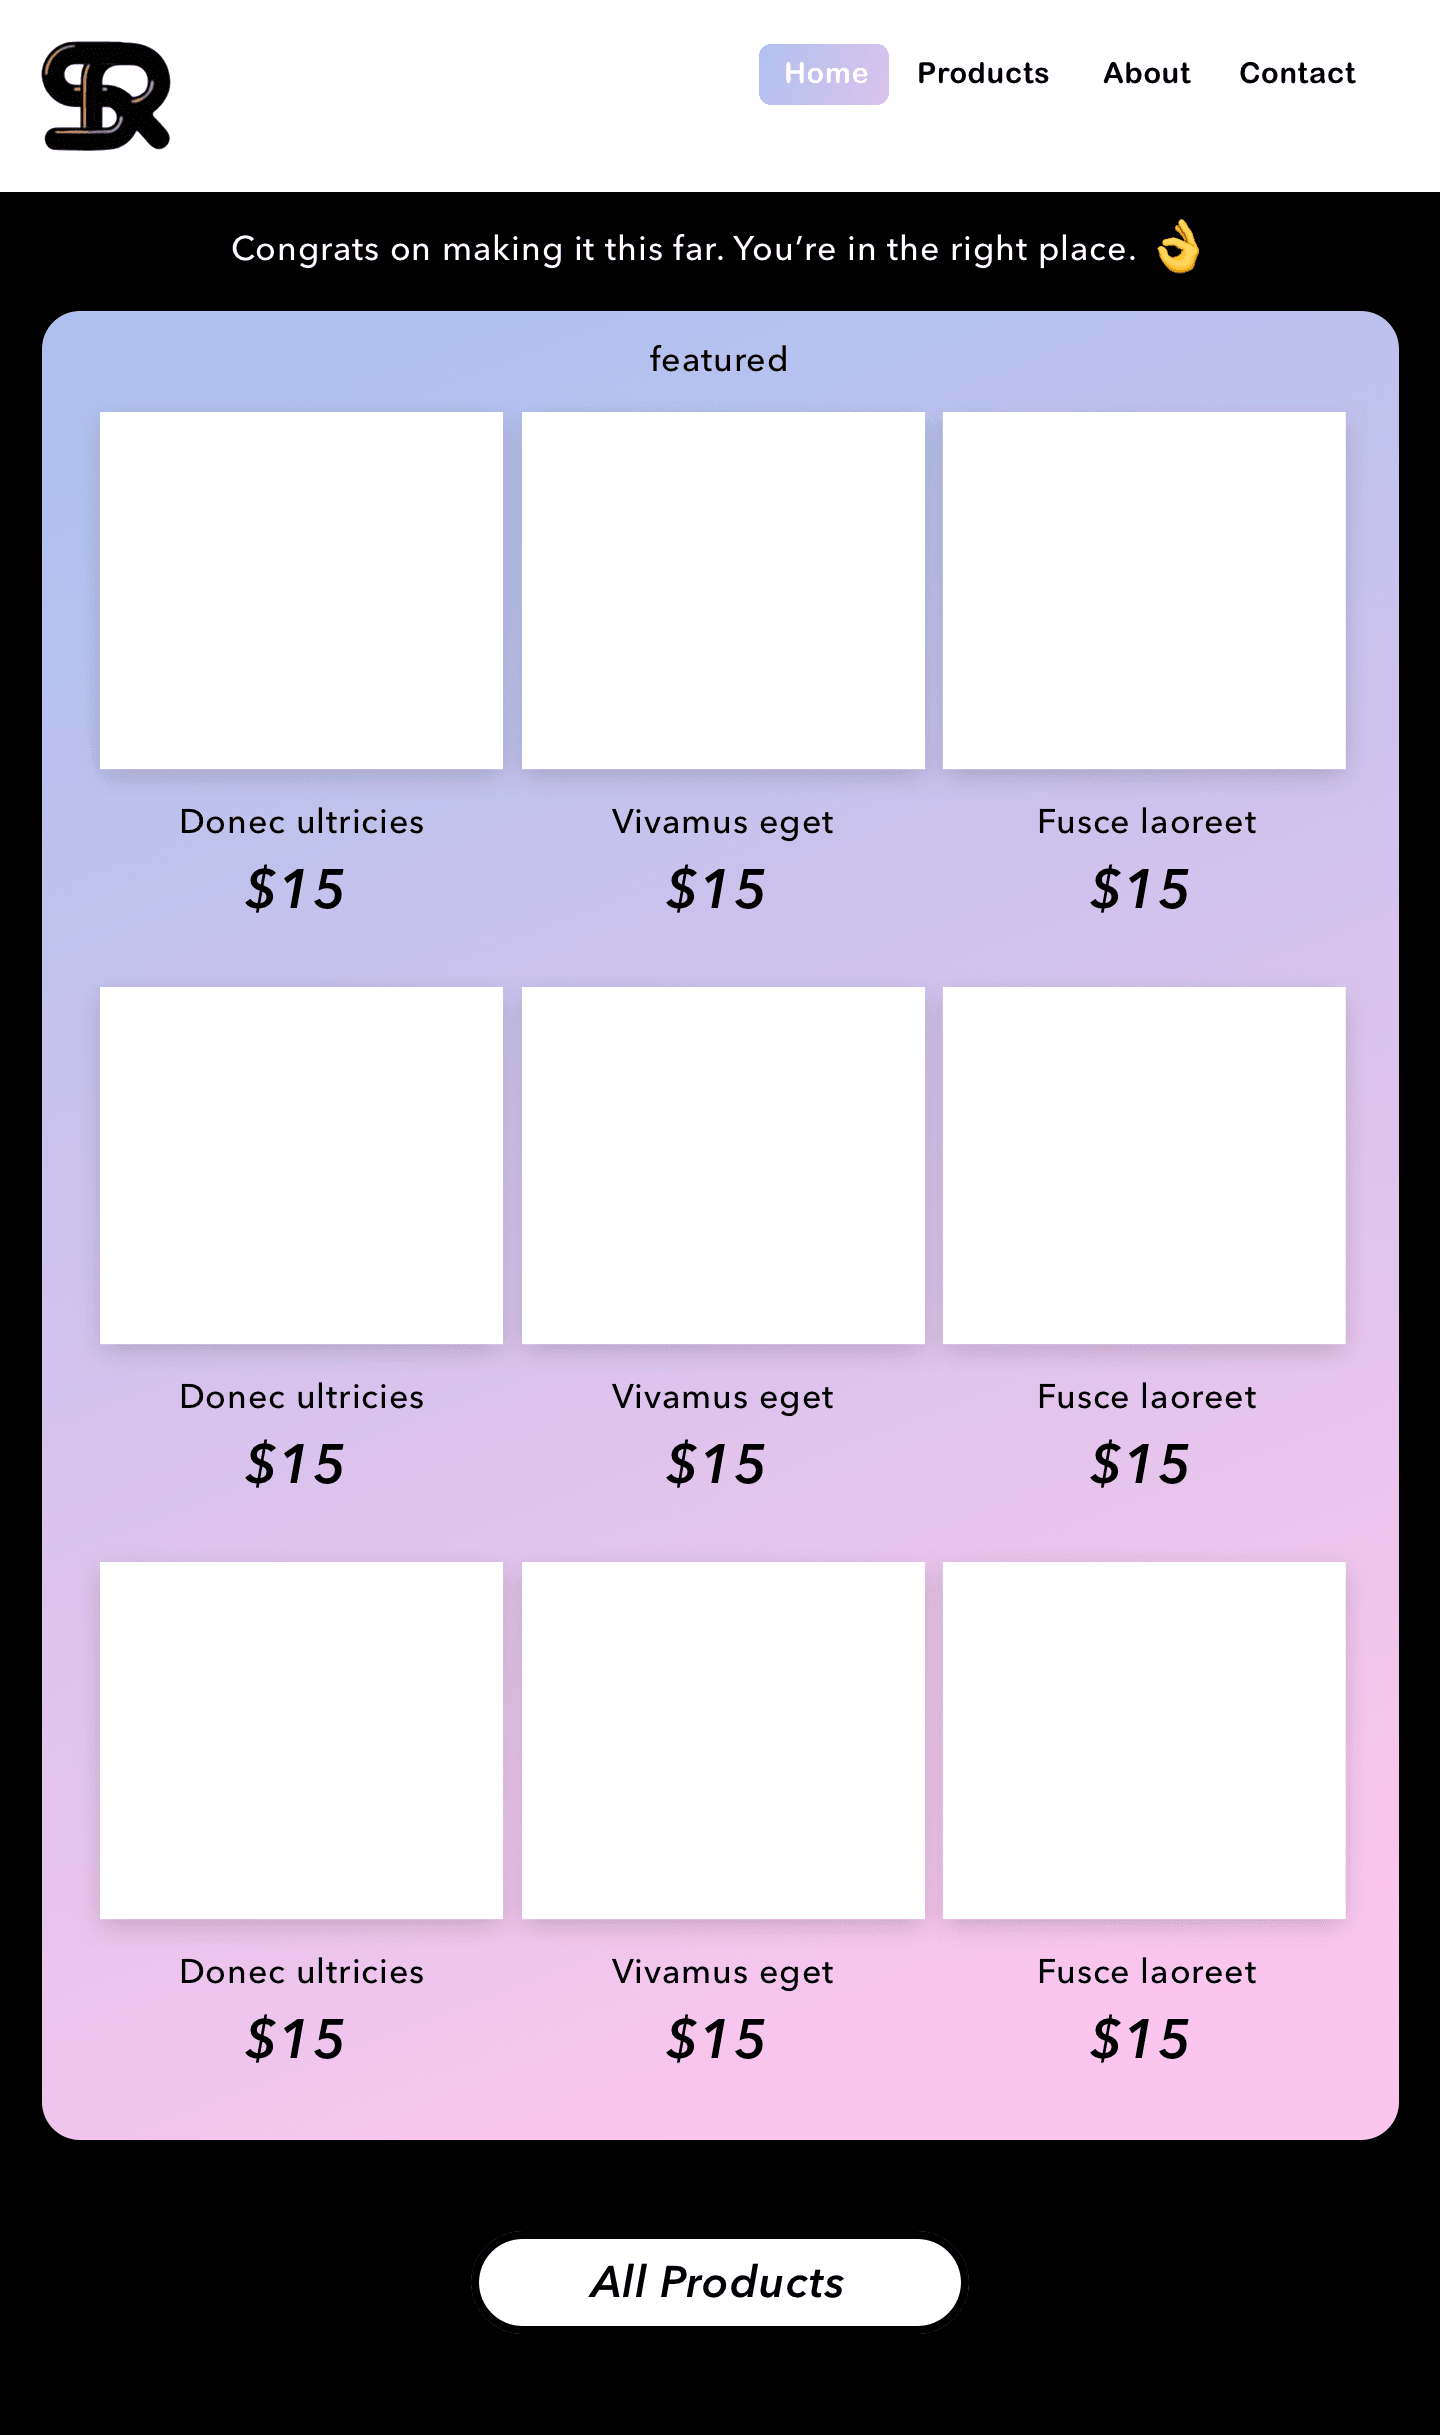 SR
Home Products About Contact
Congrats on making it this far. You’re in the right place. 👌
featured
Donec ultricies Vivamus eget Fusce laoreet
$15 $15 $15
Donec ultricies Vivamus eget Fusce laoreet
$15 $15 $15
Donec ultricies Vivamus eget Fusce laoreet
$15 $15 $15
All Products